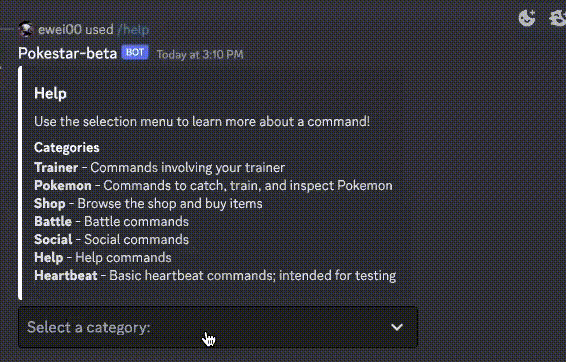 ewei00 used /help
Pokestar-beta BOT Today at 3:10 PM
Help
Use the selection menu to learn more about a command!
Categories
Trainer - Commands involving your trainer
Pokemon - Commands to catch, train, and inspect Pokemon
Shop - Browse the shop and buy items
Battle - Battle commands
Social - Social commands
Help - Help commands
Heartbeat - Basic heartbeat commands; intended for testing
Select a category: